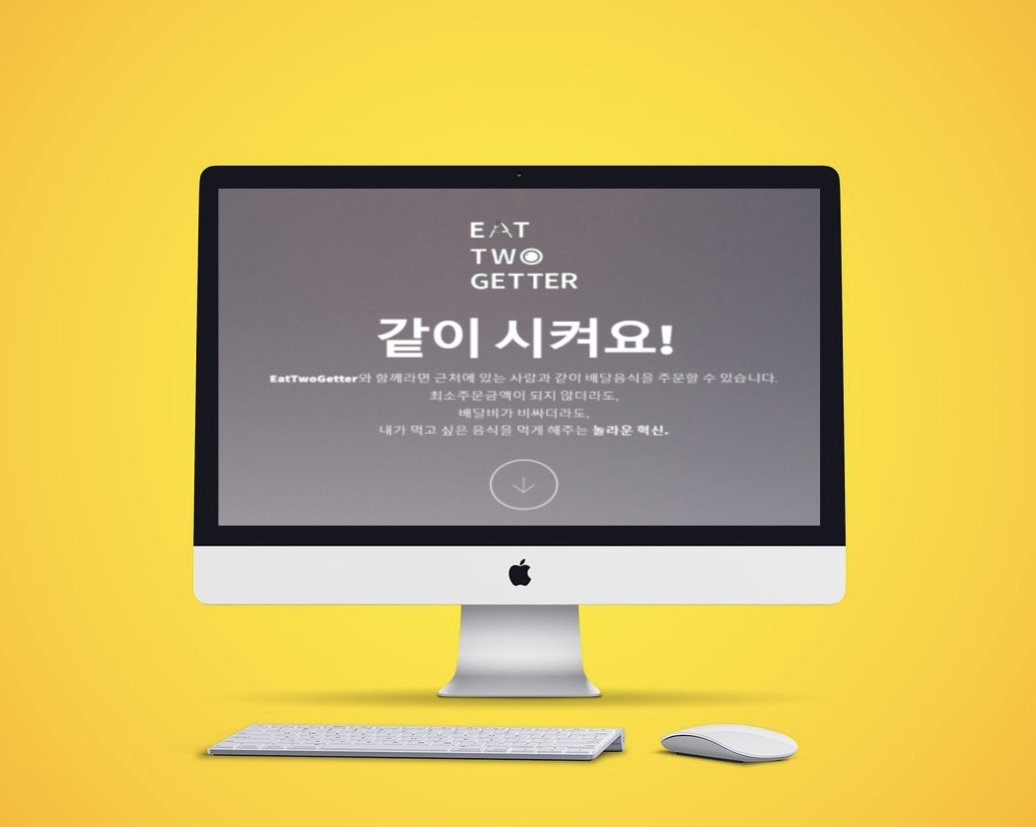 EAT
TWO
GETTER
같이 시켜요!
EatTwoGetter와 함께라면 근처에 있는 사람과 같이 배달음식을 주문할 수 있습니다.
최소주문금액이 되지 않더라도,
배달비가 비싸더라도,
내가 먹고 싶은 음식을 먹게 해주는 놀라운 혁신.